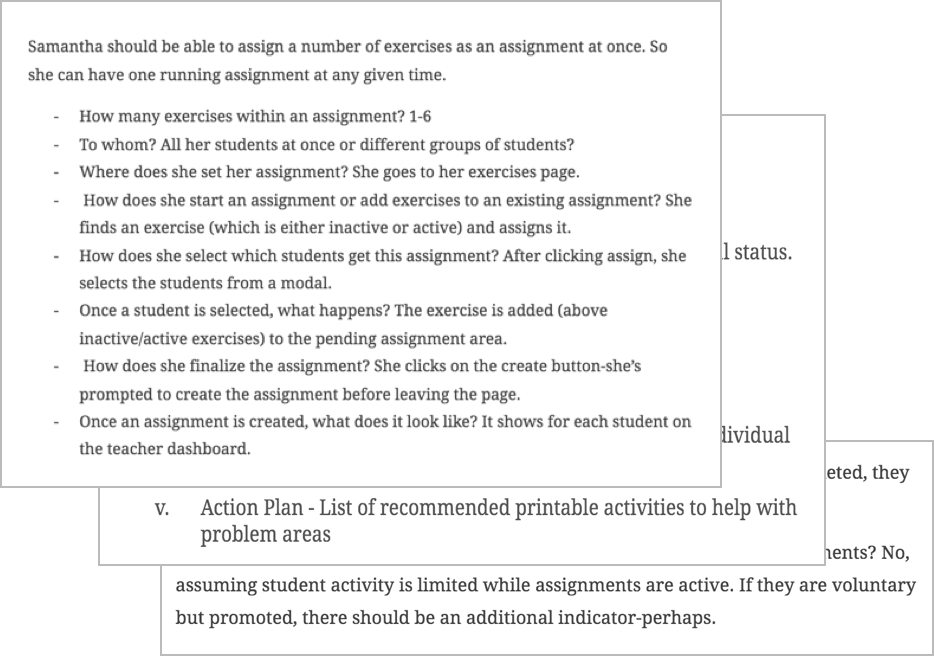 Samantha should be able to assign a number of exercises as an assignment at once. So
she can have one running assignment at any given time.
- How many exercises within an assignment? 1-6
- To whom? All her students at once or different groups of students?
- Where does she set her assignment? She goes to her exercises page.
- How does she start an assignment or add exercises to an existing assignment? She
finds an exercise (which is either inactive or active) and assigns it.
- How does she select which students get this assignment? After clicking assign, she
selects the students from a modal.
- Once a student is selected, what happens? The exercise is added (above
inactive/active exercises) to the pending assignment area.
- How does she finalize the assignment? She clicks on the create button-she's
prompted to create the assignment before leaving the page.
- Once an assignment is created, what does it look like? It shows for each student on
the teacher dashboard.
status.
v. Action Plan - List of recommended printable activities to help with
problem areas
they
No,
assuming student activity is limited while assignments are active. If they are voluntary
but promoted, there should be an additional indicator-perhaps.